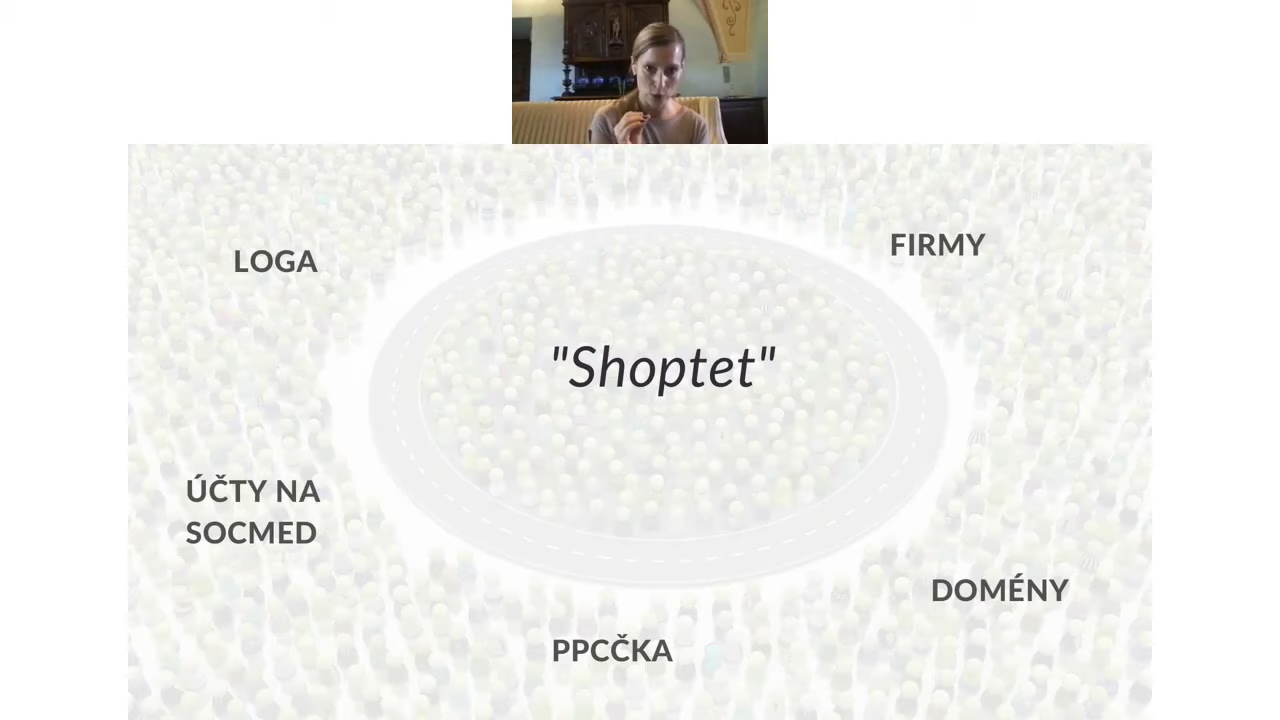 LOGA
FIRMY
"Shoptet"
ÚČTY NA
SOCMED
DOMÉNY
PPCČKA